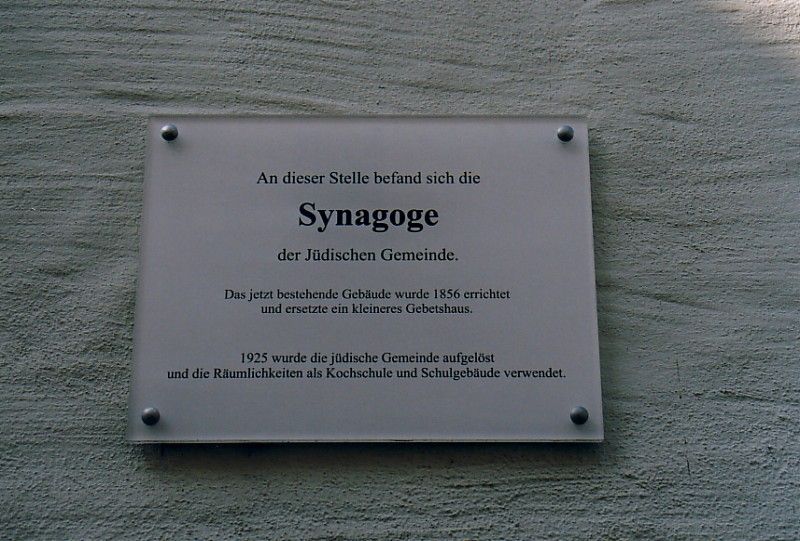 An dieser Stelle befand sich die
Synagoge
der Jüdischen Gemeinde.
Das jetzt bestehende Gebäude wurde 1856 errichtet
und ersetzte ein kleineres Gebetshaus.
1925 wurde die jüdische Gemeinde aufgelöst
und die Räumlichkeiten als Kochschule und Schulgebäude verwendet.